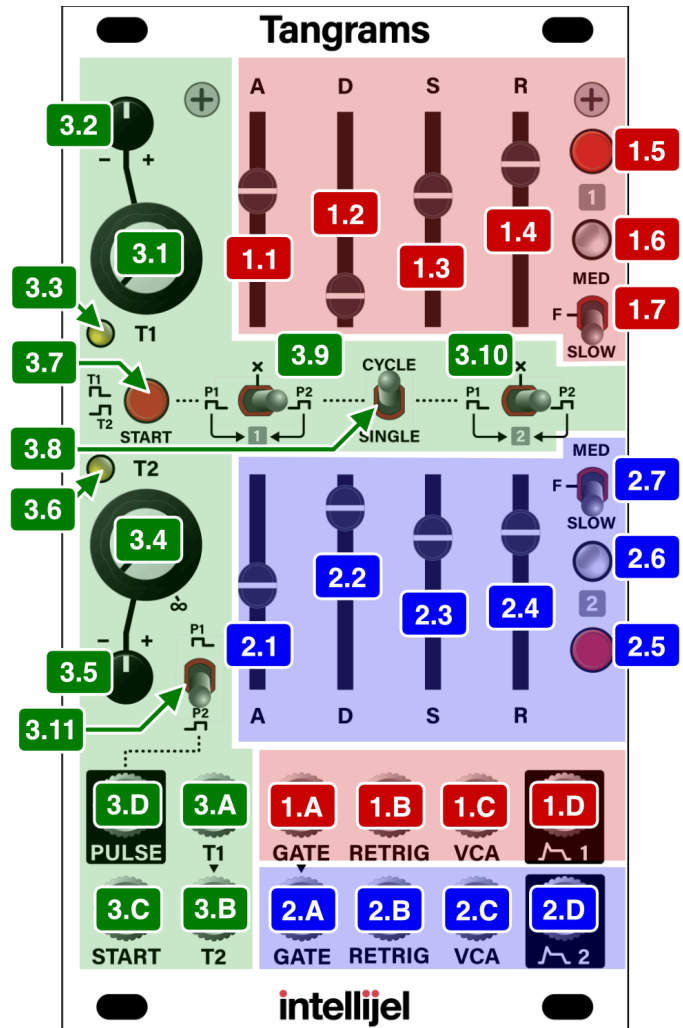 Tangrams
A D S R
3.2
1.5
- +
1
1.2
3.1
1.4
1.6
1.1
1.3
MED
3.3
F
1.7
T1
SLOW
3.7
3.9
3.10
X CYCLE X
T1
P1 P2 P1 P2
T2
START 1 SINGLE 2
3.8
T2
MED
3.6
F
2.7
SLOW
3.4
2.2
2.6
2.3
2.4
∞
2
P1
2.1
2.5
- +
3.5
3.11
P2
A D S R
3.D 3.A 1.A 1.B 1.C 1.D
PULSE T1 GATE RETRIG VCA 1
3.C 3.B 2.A 2.B 2.C 2.D
START T2 GATE RETRIG VCA 2
intellijel